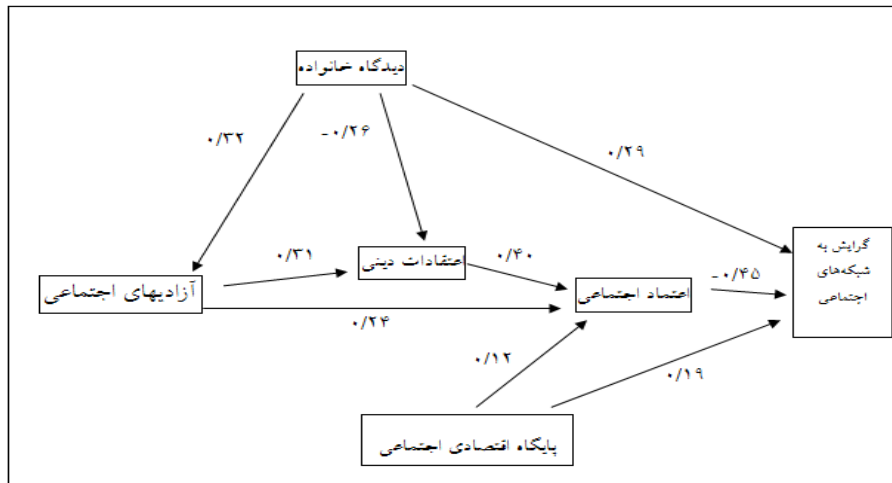 دیدگاه خانواده
۰/۳۲
-۰/۲۶
۰/۲۹
گرایش به
شبکه‌های
اجتماعی
۰/۳۱
اعتقادات دینی
۰/۴۰
-۰/۴۵
آزادیهای اجتماعی
اعتماد اجتماعی
۰/۲۴
۰/۱۲
۰/۱۹
پایگاه اقتصادی اجتماعی